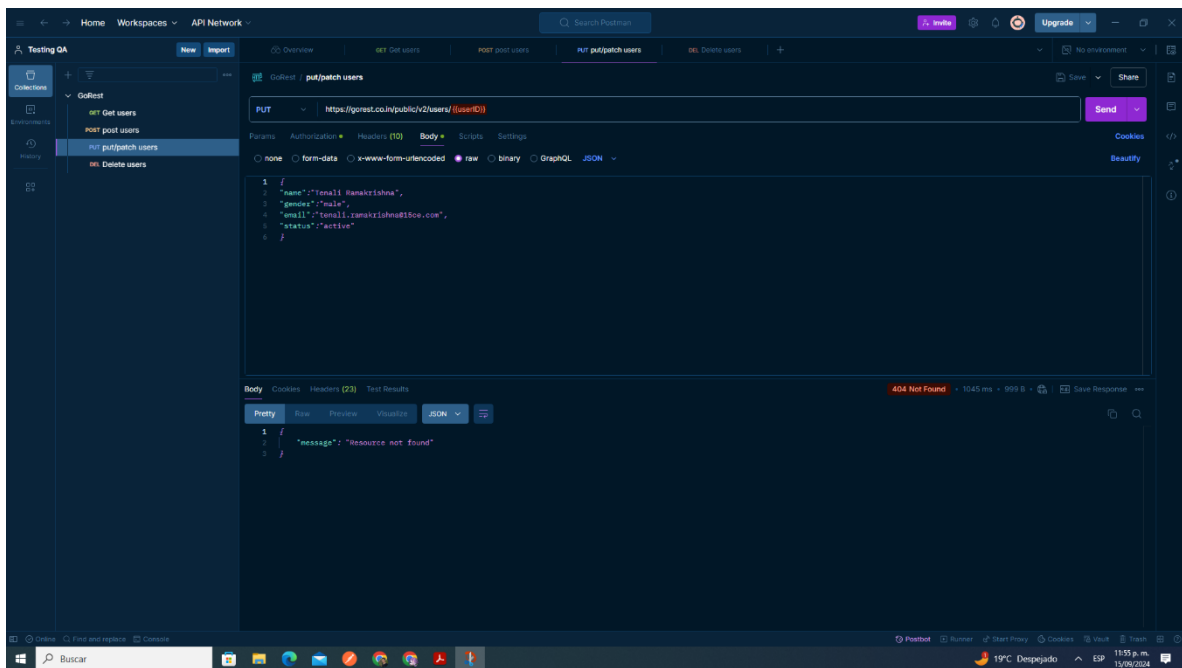 Home Workspaces API Network Search Postman Invite Upgrade
Testing QA New Import Overview GET Get users POST post users PUT put/patch users DEL Delete users No environment
Collections
Environments
History
GoRest
GET Get users
POST post users
PUT put/patch users
DEL Delete users
GoRest / put/patch users Save Share
PUT https://gorest.co.in/public/v2/users/{{userID}} Send
Params Authorization Headers (10) Body Scripts Settings Cookies
none form-data x-www-form-urlencoded raw binary GraphQL JSON Beautify
1 {
2 "name":"Tenali Ramakrishna",
3 "gender":"male",
4 "email":"tenali.ramakrishna@15ce.com",
5 "status":"active"
6 }
Body Cookies Headers (23) Test Results 404 Not Found 1045 ms 999 B Save Response
Pretty Raw Preview Visualize JSON
1 {
2 "message": "Resource not found"
3 }
Online Find and replace Console Postbot Runner Start Proxy Cookies Vault Trash
Buscar 19°C Despejado ESP 11:55 p. m.
15/09/2024